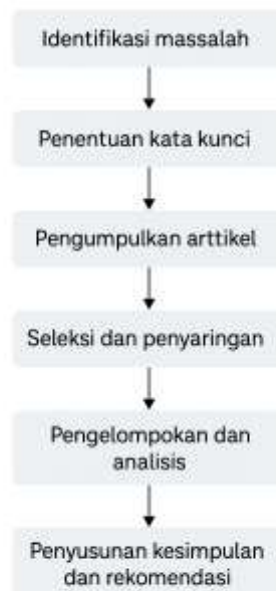 Identifikasi massalah
Penentuan kata kunci
Pengumpulkan arttikel
Seleksi dan penyaringan
Pengelompokan dan
analisis
Penyusunan kesimpulan
dan rekomendasi